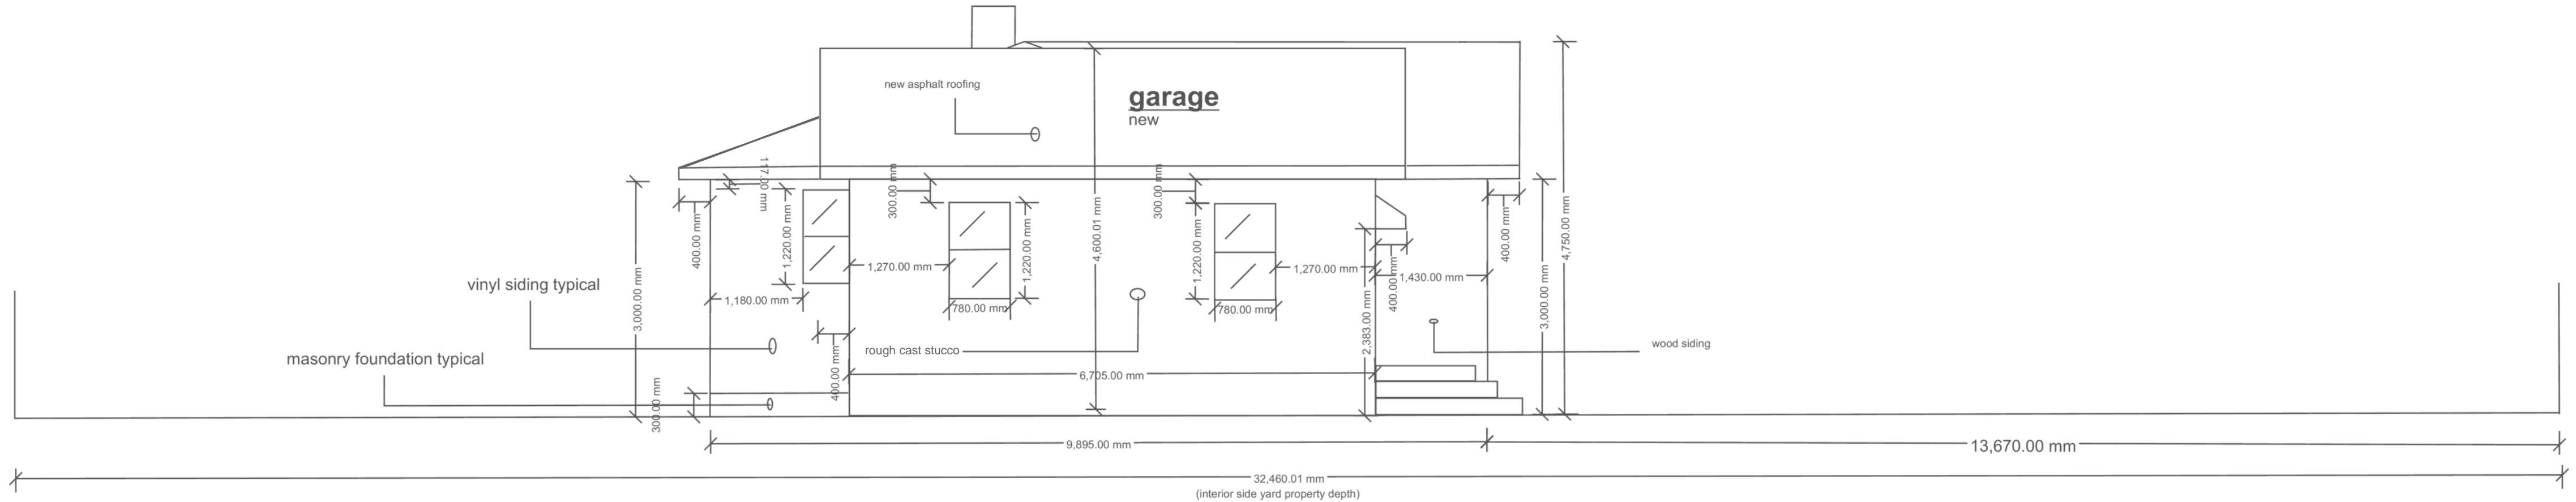 new asphalt roofing
garage
new
117.00 mm
300.00 mm
300.00 mm
400.00 mm
1,220.00 mm
1,220.00 mm
4,600.01 mm
1,220.00 mm
400.00 mm
4,750.00 mm
1,270.00 mm
1,270.00 mm
400.00 mm
1,430.00 mm
vinyl siding typical
3,000.00 mm
1,180.00 mm
780.00 mm
780.00 mm
2,383.00 mm
3,000.00 mm
masonry foundation typical
rough cast stucco
wood siding
400.00 mm
6,705.00 mm
300.00 mm
9,895.00 mm
13,670.00 mm
32,460.01 mm
(interior side yard property depth)